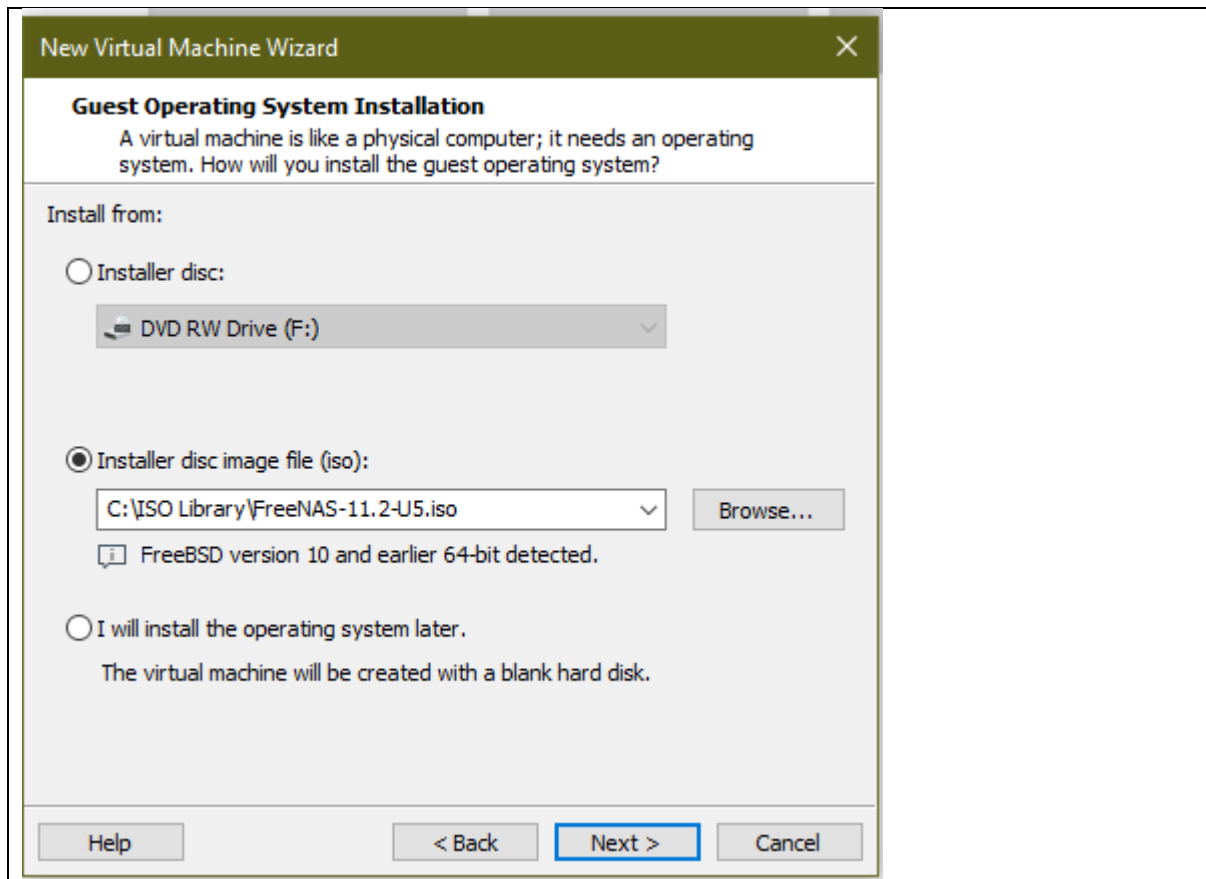 New Virtual Machine Wizard
Guest Operating System Installation
A virtual machine is like a physical computer; it needs an operating
system. How will you install the guest operating system?
Install from:
Installer disc:
DVD RW Drive (F:)
Installer disc image file (iso):
C:\ISO Library\FreeNAS-11.2-U5.iso
Browse...
FreeBSD version 10 and earlier 64-bit detected.
I will install the operating system later.
The virtual machine will be created with a blank hard disk.
Help
< Back
Next >
Cancel